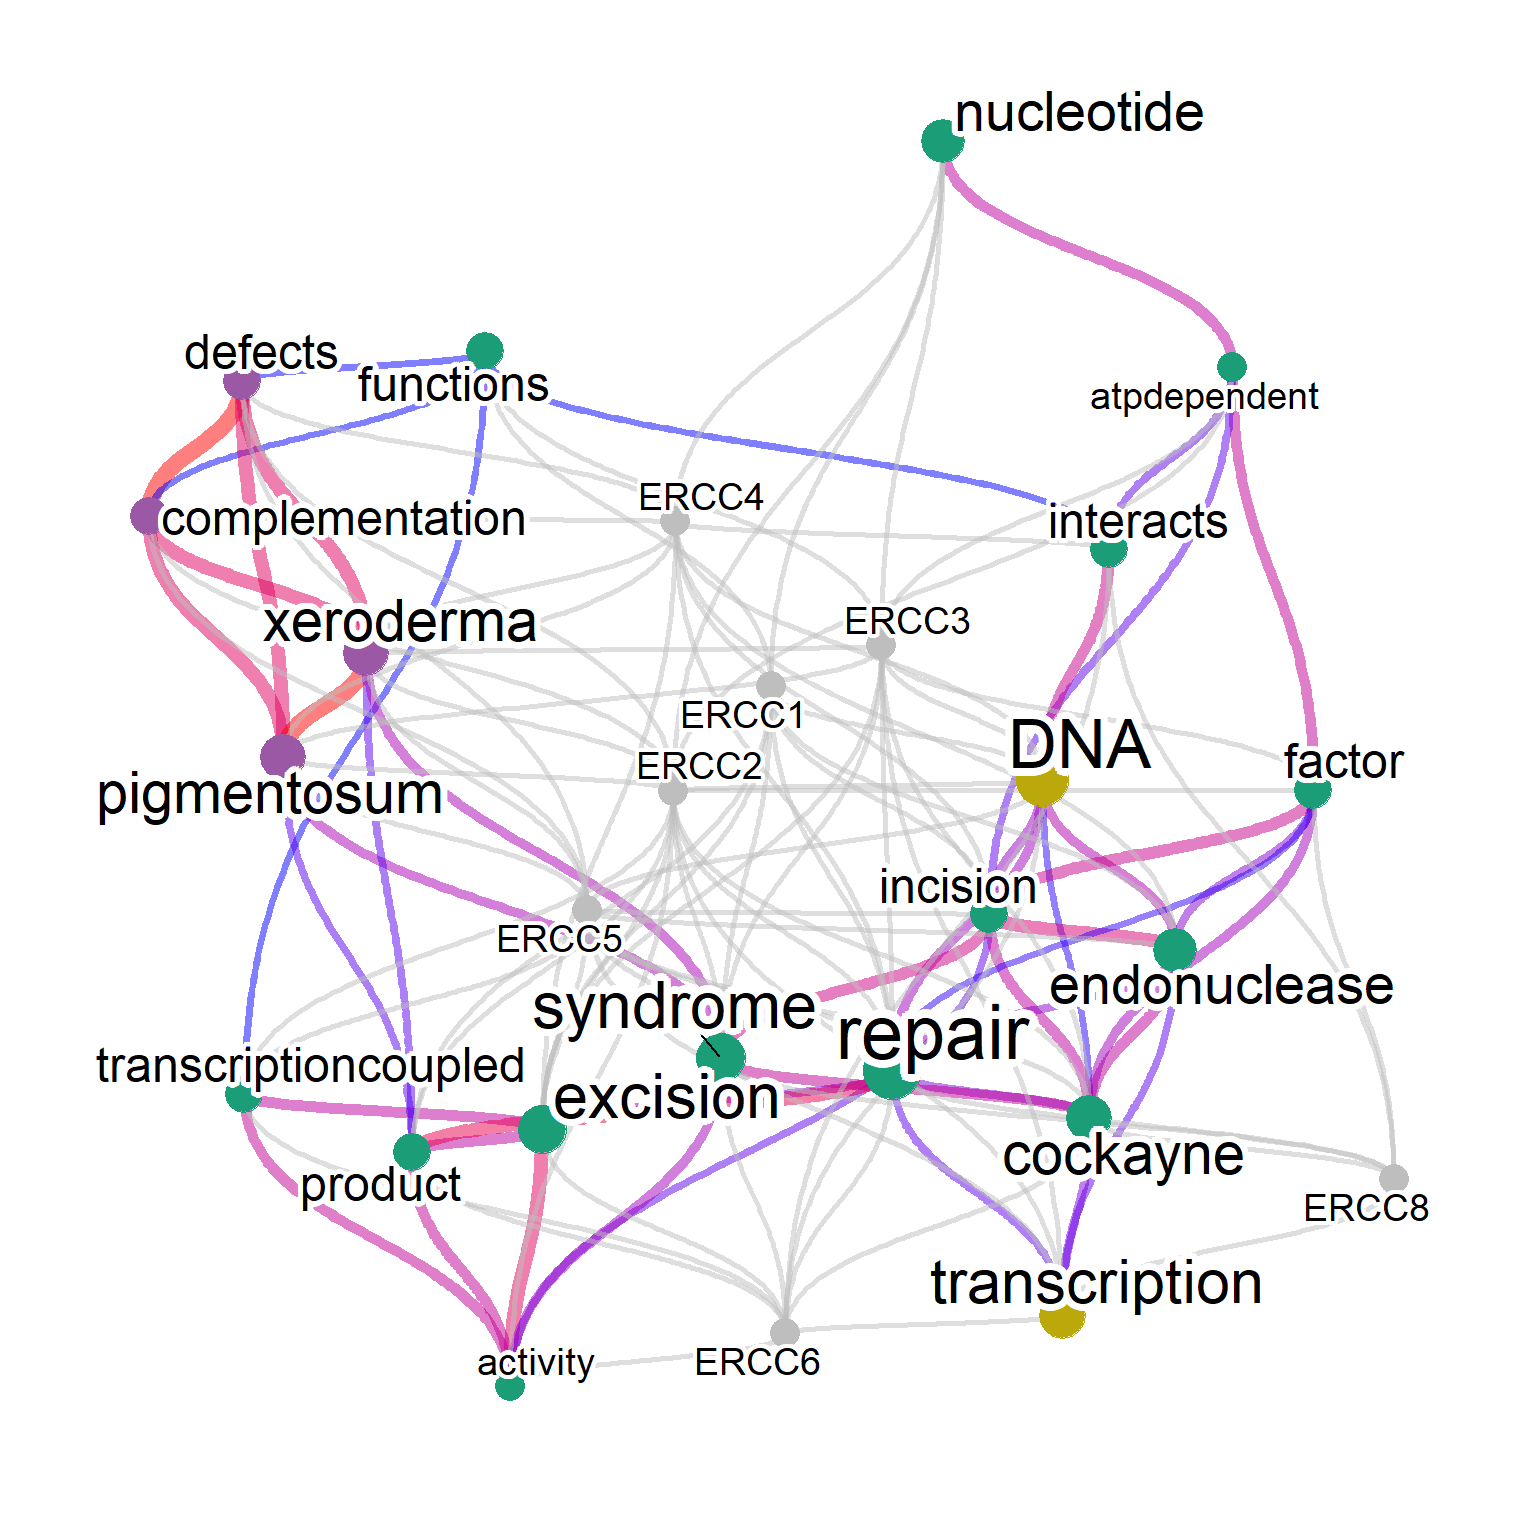 nucleotide
defects
functions
atpdependent
ERCC4
complementation
interacts
xeroderma
ERCC3
ERCC1
DNA
ERCC2
factor
pigmentosum
incision
ERCC5
endonuclease
syndrome
repair
transcriptioncoupled
excision
cockayne
product
ERCC8
transcription
activity
ERCC6